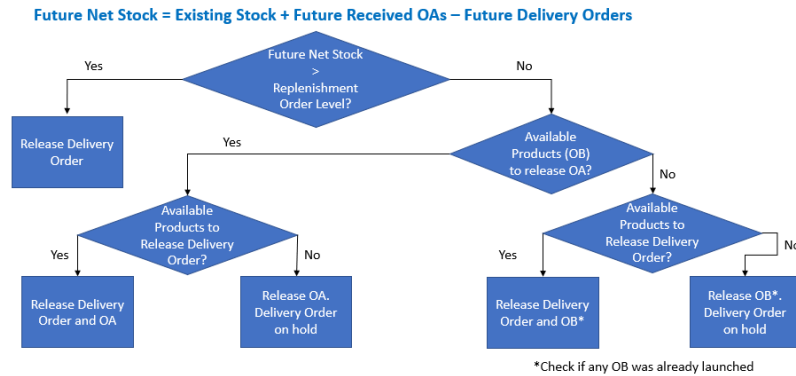 Future Net Stock = Existing Stock + Future Received OAs – Future Delivery Orders
Future Net Stock
>
Replenishment
Order Level?
Yes
No
Release Delivery
Order
Available
Products (OB)
to release OA?
Yes
No
Available
Products to
Release Delivery
Order?
Yes
No
Available
Products to
Release Delivery
Order?
Yes
No
Release Delivery
Order and OA
Release OA.
Delivery Order
on hold
Release Delivery
Order and OB*
Release OB*.
Delivery Order
on hold
*Check if any OB was already launched